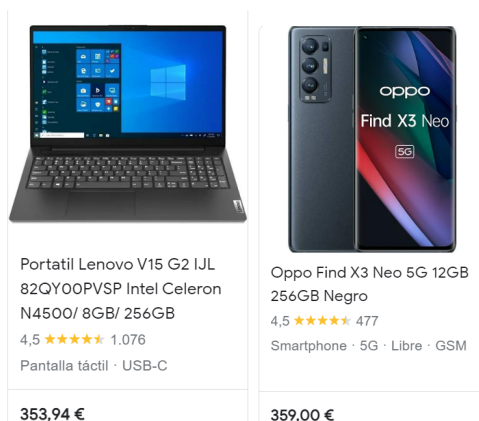 Portatil Lenovo V15 G2 IJL
82QY00PVSP Intel Celeron
N4500/ 8GB/ 256GB
4,5 1.076
Pantalla táctil · USB-C
353,94 €
oppo
Find X3 Neo
5G
Oppo Find X3 Neo 5G 12GB
256GB Negro
4,5 477
Smartphone · 5G · Libre · GSM
359,00 €